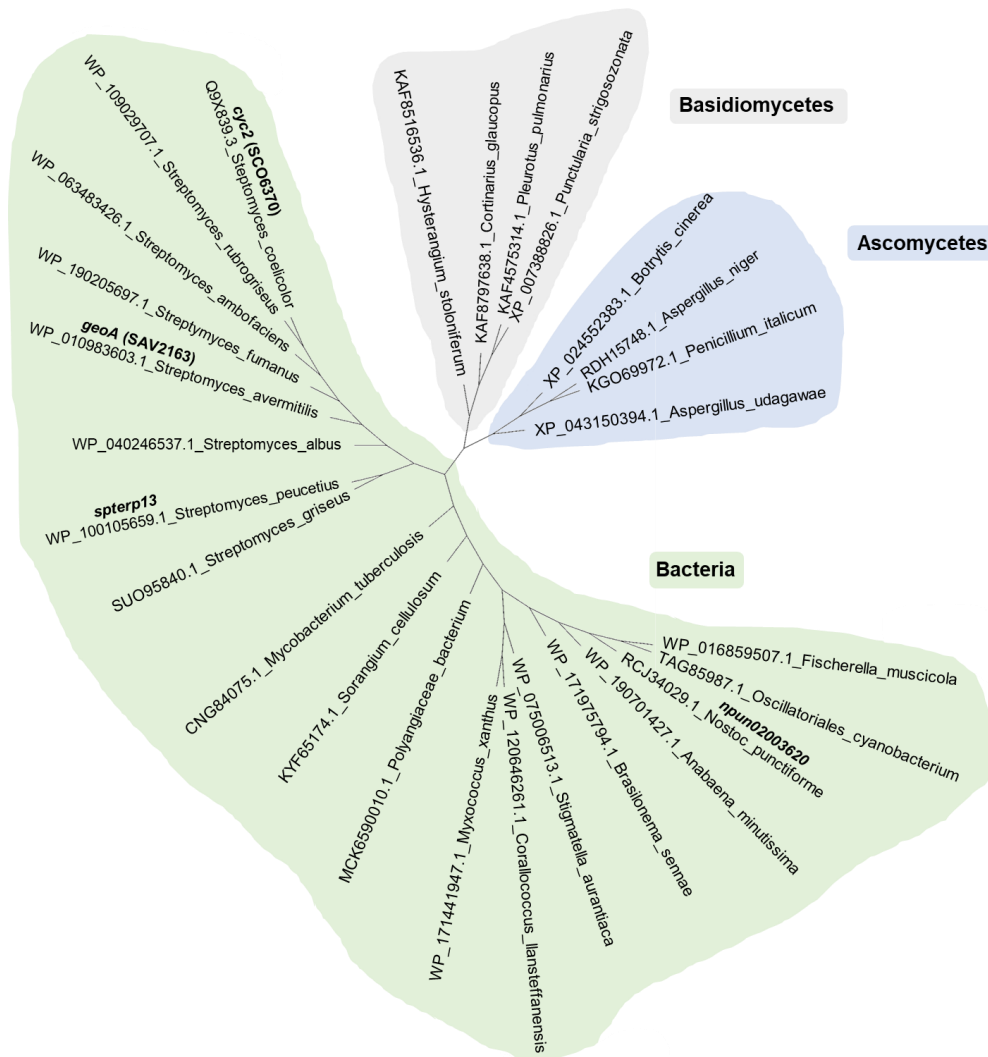 KAF8516536.1_Hysterangium_stoloniferum
KAF8797638.1_Cortinarius_glaucopus
KAF4575314.1_Pleurotus_pulmonarius
XP_007388826.1_Punctularia_strigosozonata
Basidiomycetes
XP_024552383.1_Botrytis_cinerea
RDH15748.1_Aspergillus_niger
KGO69972.1_Penicillium_italicum
XP_043150394.1_Aspergillus_udagawae
Ascomycetes
cyc2 (SCO6370)
Q9X839.3_Steptomyces_coelicolor
WP_109029707.1_Streptomyces_rubrogriseus
WP_063483426.1_Streptomyces_ambofaciens
WP_190205697.1_Streptymyces_fumanus
geoA (SAV2163)
WP_010983603.1_Streptomyces_avermitilis
WP_040246537.1_Streptomyces_albus
spterp13
WP_100105659.1_Streptomyces_peucetius
SUO95840.1_Streptomyces_griseus
CNG84075.1_Mycobacterium_tuberculosis
KYF65174.1_Sorangium_cellulosum
MCK6590010.1_Polyangiaceae_bacterium
WP_171441947.1_Myxococcus_xanthus
WP_120646261.1_Corallococcus_llansteffanensis
WP_075006513.1_Stigmatella_aurantiaca
WP_171975794.1_Brasilonema_sennae
WP_190701427.1_Anabaena_minutissima
RCJ34029.1_Nostoc_punctiforme
npun02003620
TAG85987.1_Oscillatoriales_cyanobacterium
WP_016859507.1_Fischerella_muscicola
Bacteria